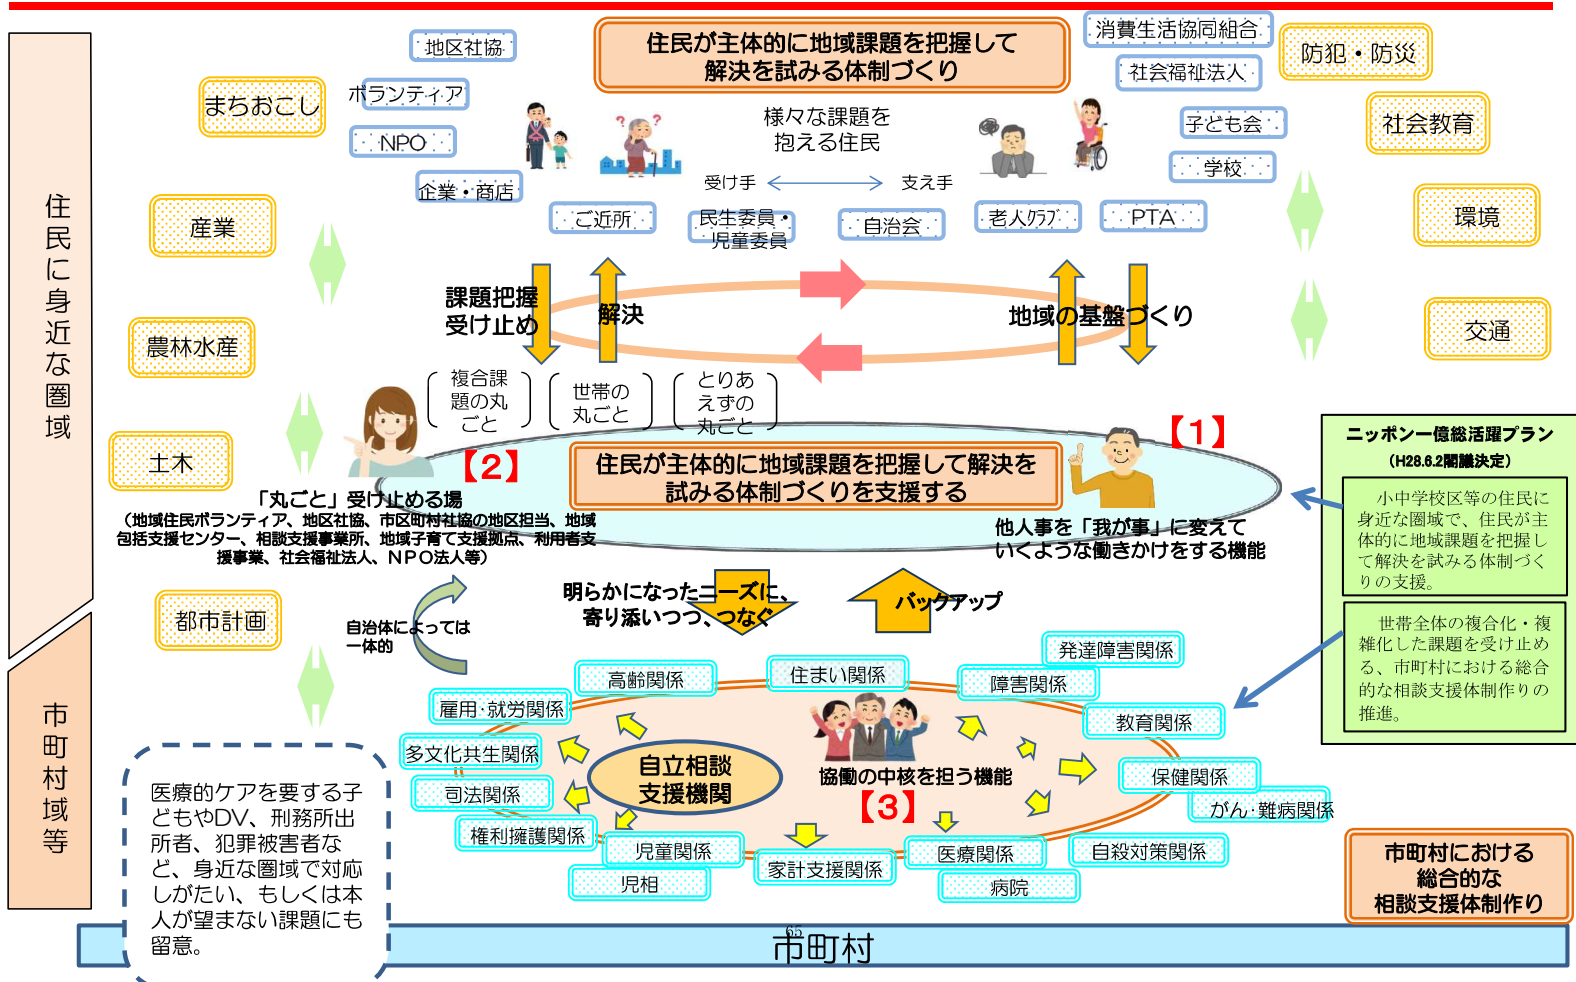 住民に身近な圏域
市町村域等
住民が主体的に地域課題を把握して
解決を試みる体制づくり
地区社協
ボランティア
NPO
企業・商店
ご近所
民生委員・
児童委員
自治会
老人クラブ
PTA
学校
子ども会
社会福祉法人
消費生活協同組合
様々な課題を
抱える住民
受け手
支え手
?
?
まちおこし
産業
農林水産
土木
都市計画
防犯・防災
社会教育
環境
交通
課題把握
受け止め
解決
地域の基盤づくり
複合課
題の丸
ごと
世帯の
丸ごと
とりあ
えずの
丸ごと
【1】
【2】
住民が主体的に地域課題を把握して解決を
試みる体制づくりを支援する
「丸ごと」受け止める場
(地域住民ボランティア、地区社協、市区町村社協の地区担当、地域
包括支援センター、相談支援事業所、地域子育て支援拠点、利用者支
援事業、社会福祉法人、NPO法人等)
他人事を「我が事」に変えて
いくような働きかけをする機能
ニッポン一億総活躍プラン
(H28.6.2閣議決定)
小中学校区等の住民に
身近な圏域で、住民が主
体的に地域課題を把握し
て解決を試みる体制づく
りの支援。
世帯全体の複合化・複
雑化した課題を受け止め
る、市町村における総合
的な相談支援体制作りの
推進。
明らかになったニーズに、
寄り添いつつ、つなぐ
バックアップ
自治体によっては
一体的
高齢関係
住まい関係
障害関係
発達障害関係
教育関係
保健関係
がん・難病関係
自殺対策関係
医療関係
病院
家計支援関係
児童関係
児相
権利擁護関係
司法関係
多文化共生関係
雇用・就労関係
自立相談
支援機関
協働の中核を担う機能
【3】
医療的ケアを要する子
どもやDV、刑務所出
所者、犯罪被害者な
ど、身近な圏域で対応
しがたい、もしくは本
人が望まない課題にも
留意。
市町村における
総合的な
相談支援体制作り
65
市町村